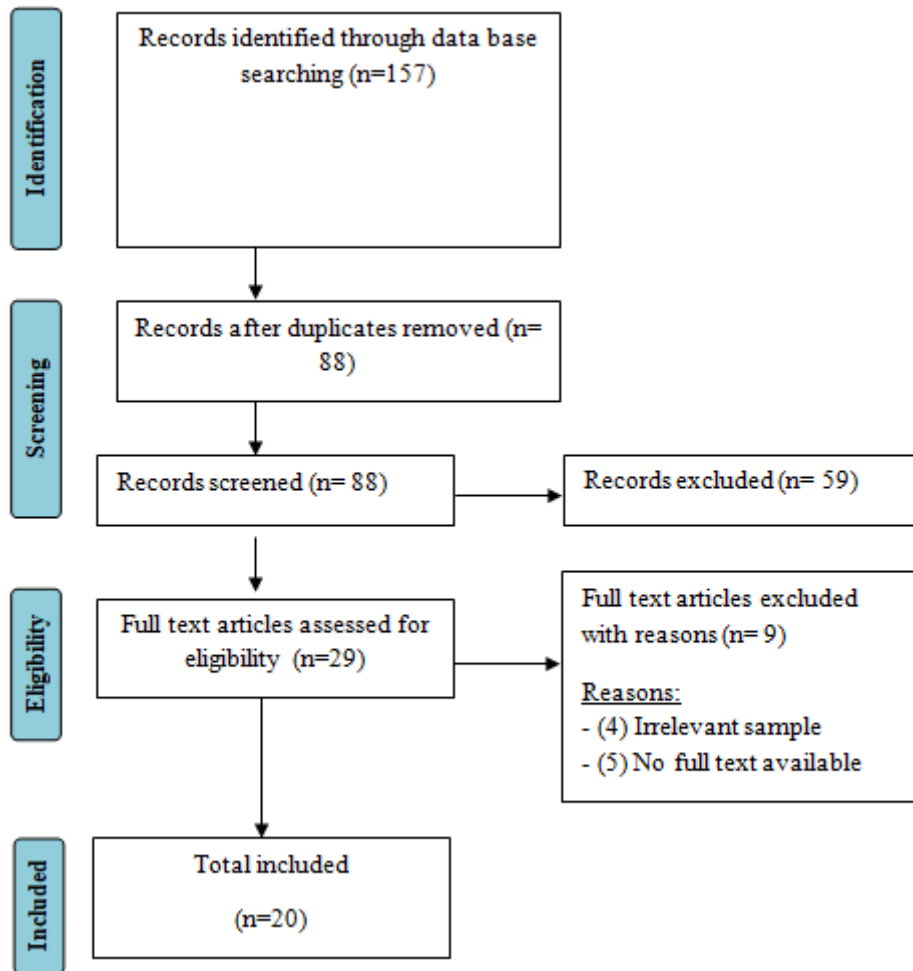 Identification
Records identified through data base
searching (n=157)
Screening
Records after duplicates removed (n=
88)
Records screened (n= 88)
Records excluded (n= 59)
Eligibility
Full text articles assessed for
eligibility (n=29)
Full text articles excluded
with reasons (n= 9)
Reasons:
- (4) Irrelevant sample
- (5) No full text available
Included
Total included
(n=20)